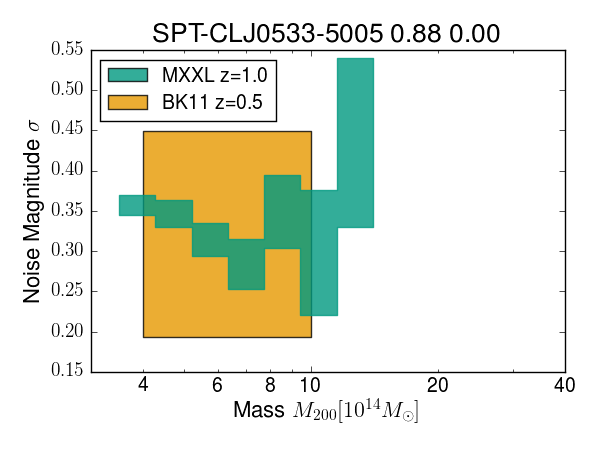 SPT-CLJ0533-5005 0.88 0.00
MXXL z=1.0
BK11 z=0.5
Noise Magnitude σ
0.55
0.50
0.45
0.40
0.35
0.30
0.25
0.20
0.15
4 6 8 10 20 40
Mass M₂₀₀[10¹⁴M⊙]